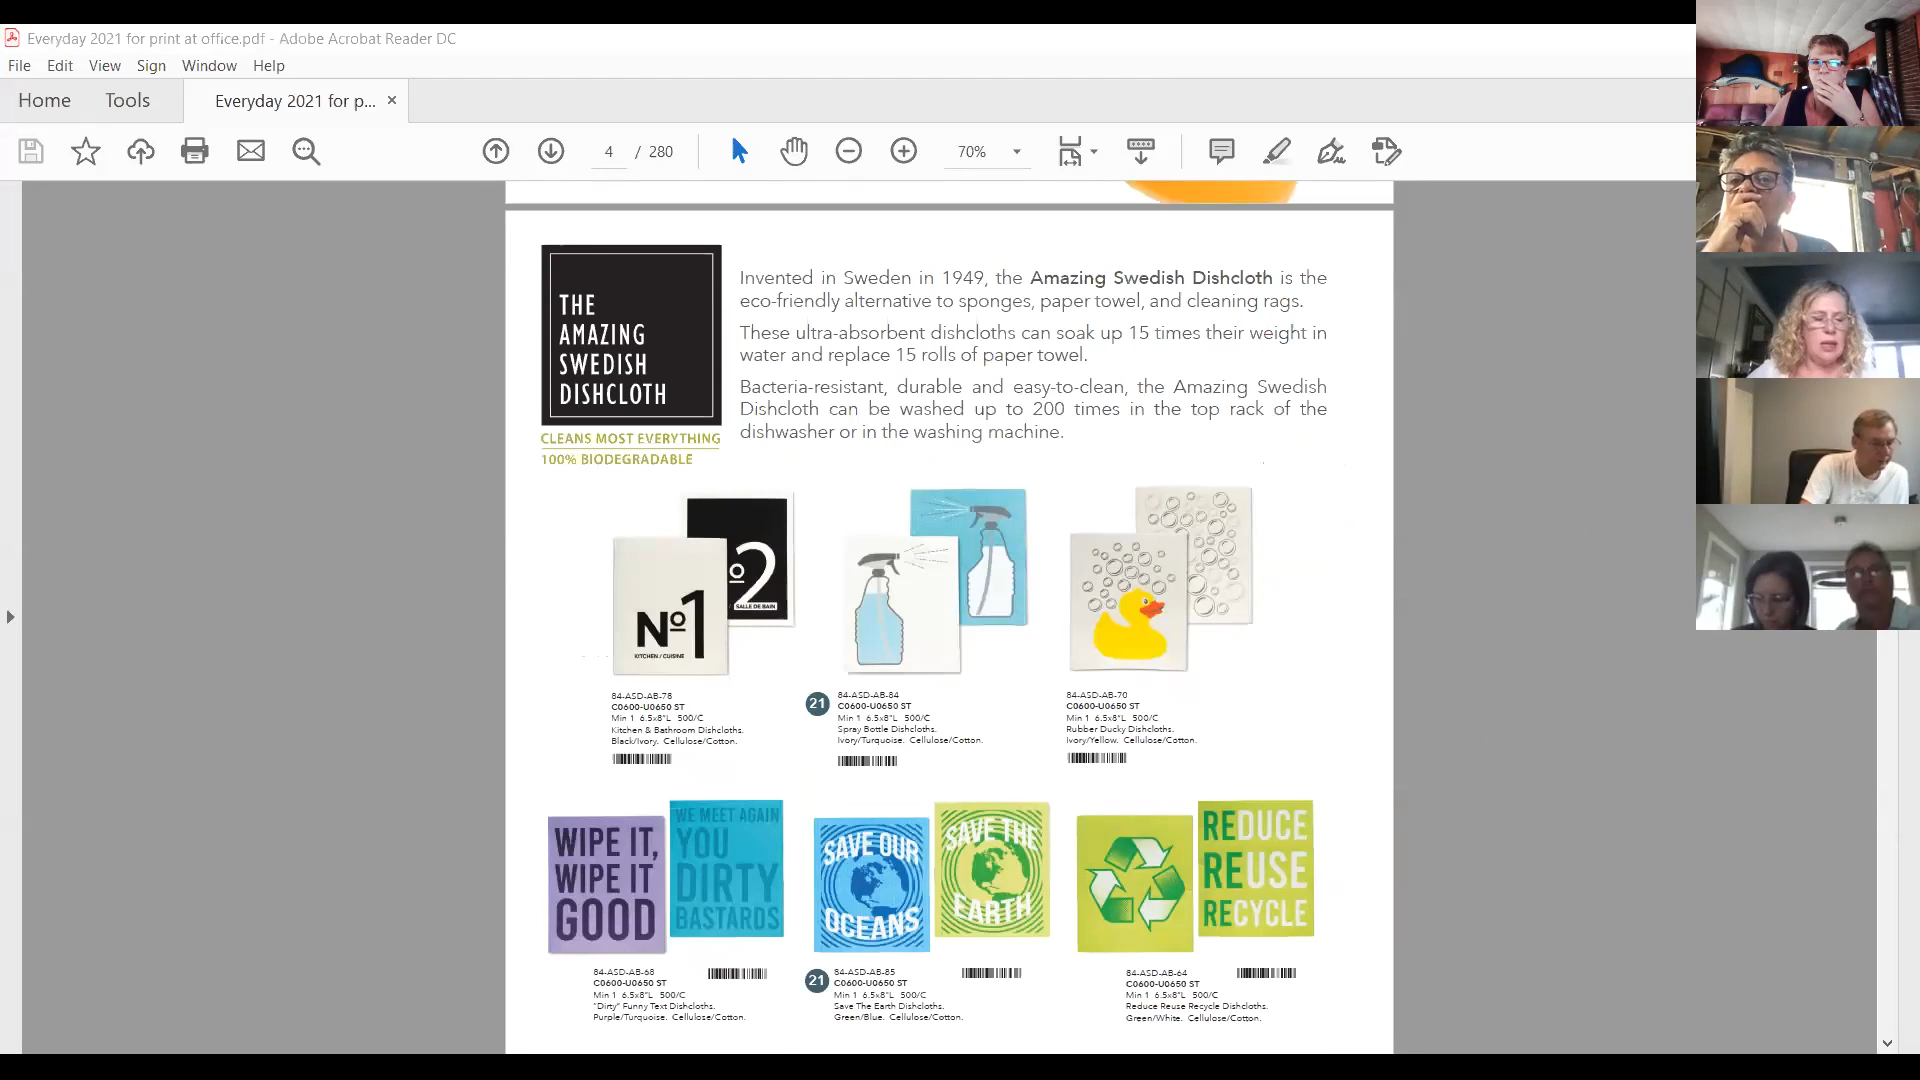 Everyday 2021 for print at office.pdf - Adobe Acrobat Reader DC
File Edit View Sign Window Help
Home Tools Everyday 2021 for p... ×
4 / 280 70%
THE
AMAZING
SWEDISH
DISHCLOTH
CLEANS MOST EVERYTHING
100% BIODEGRADABLE
Invented in Sweden in 1949, the Amazing Swedish Dishcloth is the
eco-friendly alternative to sponges, paper towel, and cleaning rags.
These ultra-absorbent dishcloths can soak up 15 times their weight in
water and replace 15 rolls of paper towel.
Bacteria-resistant, durable and easy-to-clean, the Amazing Swedish
Dishcloth can be washed up to 200 times in the top rack of the
dishwasher or in the washing machine.
Nº1
KITCHEN / CUISINE
º2
SALLE DE BAIN
84-ASD-AB-78
C0600-U0650 ST
Min 1 6.5x8"L 500/C
Kitchen & Bathroom Dishcloths.
Black/Ivory. Cellulose/Cotton.
21
84-ASD-AB-84
C0600-U0650 ST
Min 1 6.5x8"L 500/C
Spray Bottle Dishcloths.
Ivory/Turquoise. Cellulose/Cotton.
84-ASD-AB-70
C0600-U0650 ST
Min 1 6.5x8"L 500/C
Rubber Ducky Dishcloths.
Ivory/Yellow. Cellulose/Cotton.
WIPE IT,
WIPE IT
GOOD
WE MEET AGAIN
YOU
DIRTY
BASTARDS
SAVE OUR
OCEANS
SAVE THE
EARTH
REDUCE
REUSE
RECYCLE
84-ASD-AB-68
C0600-U0650 ST
Min 1 6.5x8"L 500/C
"Dirty" Funny Text Dishcloths.
Purple/Turquoise. Cellulose/Cotton.
21
84-ASD-AB-85
C0600-U0650 ST
Min 1 6.5x8"L 500/C
Save The Earth Dishcloths.
Green/Blue. Cellulose/Cotton.
84-ASD-AB-64
C0600-U0650 ST
Min 1 6.5x8"L 500/C
Reduce Reuse Recycle Dishcloths.
Green/White. Cellulose/Cotton.